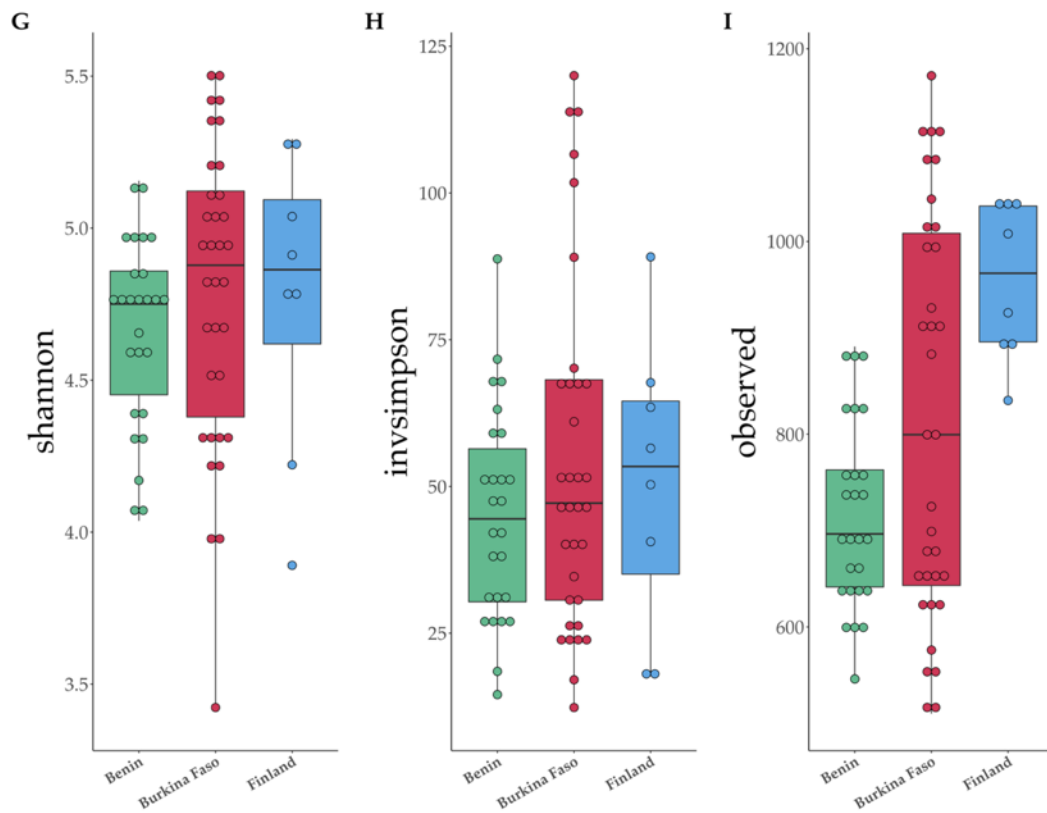 G
shannon
5.5
5.0
4.5
4.0
3.5
Benin
Burkina Faso
Finland
H
invsimpson
125
100
75
50
25
Benin
Burkina Faso
Finland
I
observed
1200
1000
800
600
Benin
Burkina Faso
Finland